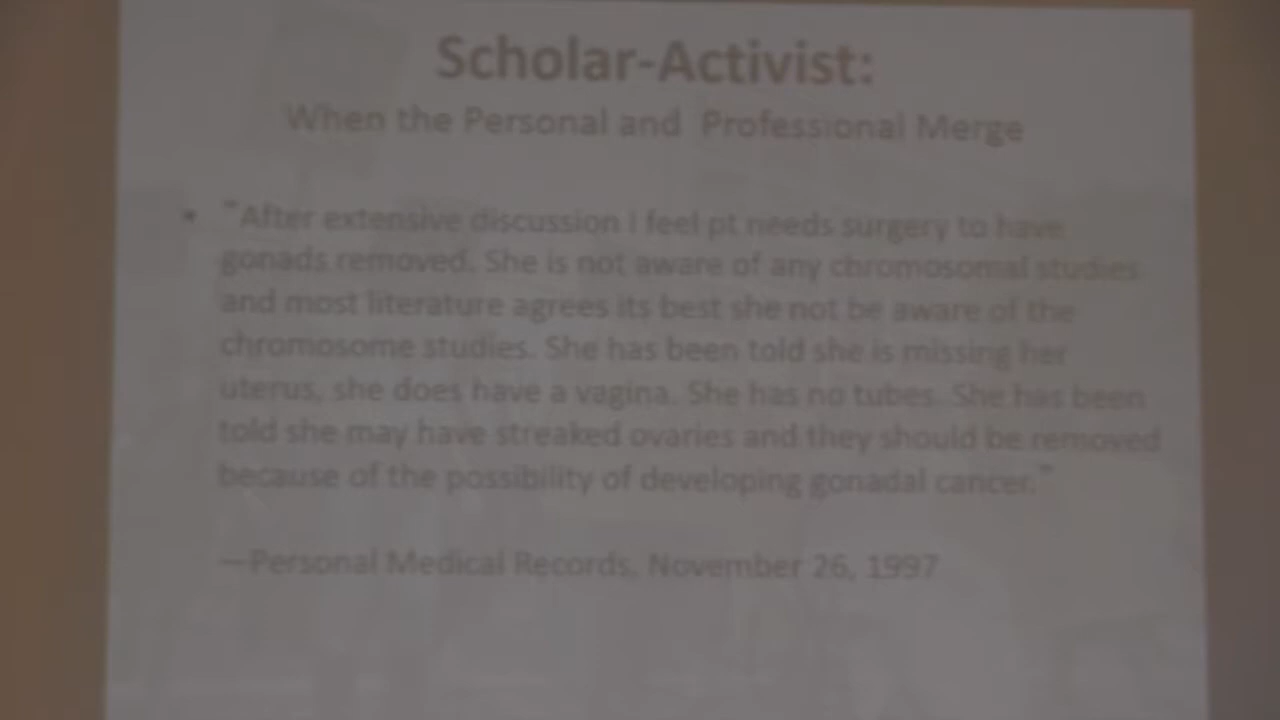 Scholar-Activist:
When the Personal and Professional Merge
• "After extensive discussion I feel pt needs surgery to have
gonads removed. She is not aware of any chromosomal studies
and most literature agrees its best she not be aware of the
chromosome studies. She has been told she is missing her
uterus, she does have a vagina. She has no tubes. She has been
told she may have streaked ovaries and they should be removed
because of the possibility of developing gonadal cancer."
—Personal Medical Records, November 26, 1997